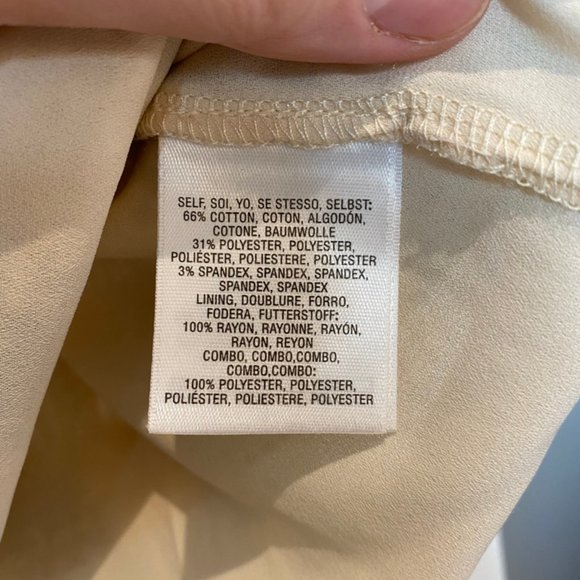 SELF, SOI, YO, SE STESSO, SELBST:
66% COTTON, COTON, ALGODÓN,
COTONE, BAUMWOLLE
31% POLYESTER, POLYESTER,
POLIÉSTER, POLIESTERE, POLYESTER
3% SPANDEX, SPANDEX, SPANDEX,
SPANDEX, SPANDEX
LINING, DOUBLURE, FORRO,
FODERA, FUTTERSTOFF:
100% RAYON, RAYONNE, RAYÓN,
RAYON, REYON
COMBO, COMBO,COMBO,
COMBO,COMBO:
100% POLYESTER, POLYESTER,
POLIÉSTER, POLIESTERE, POLYESTER